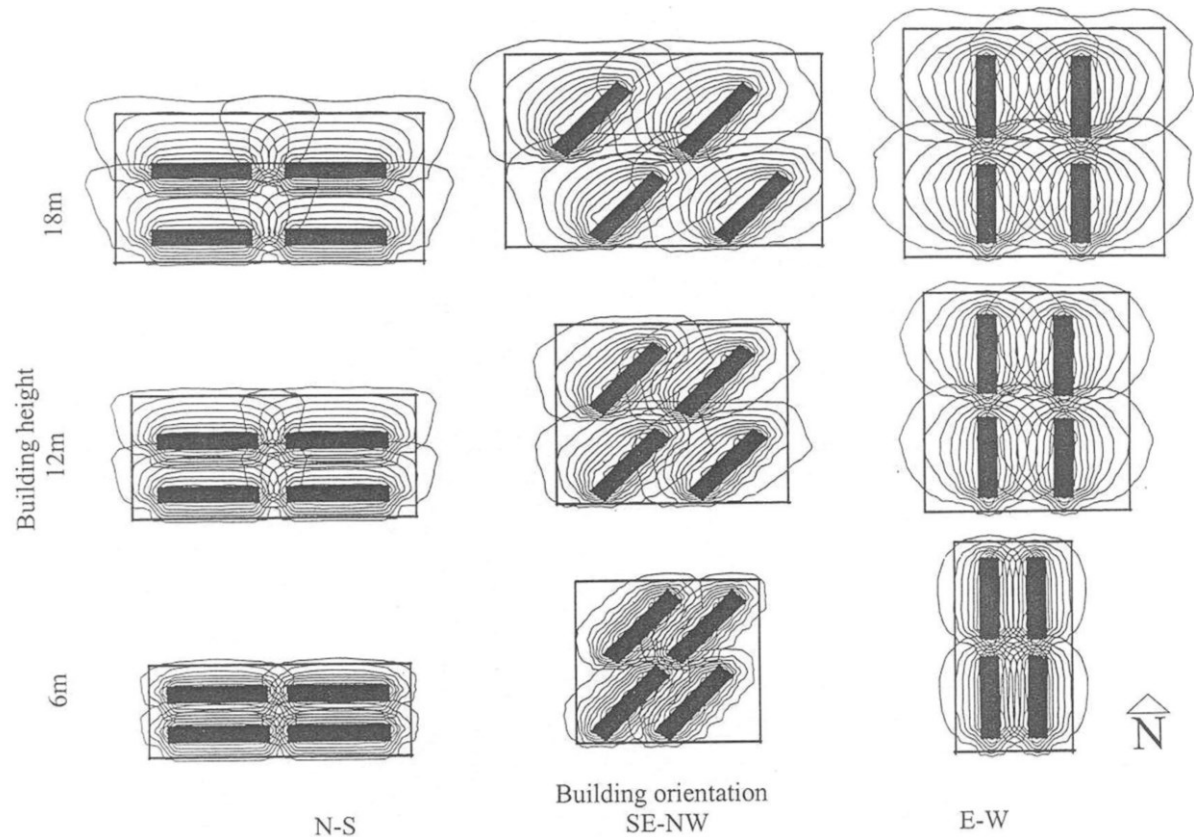 18m
Building height
12m
6m
N
Building orientation
N-S
SE-NW
E-W